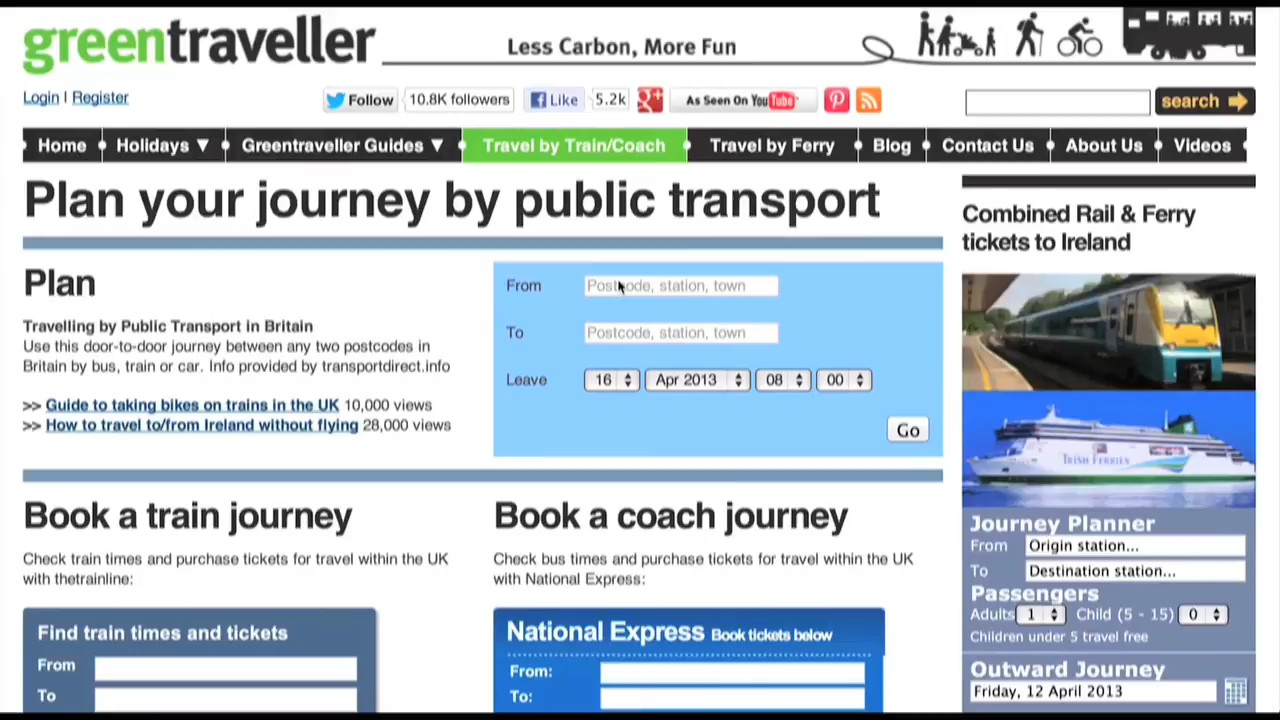 greentraveller
Less Carbon, More Fun
Login | Register
Follow 10.8K followers
Like 5.2k
As Seen On YouTube
search
Home Holidays ▼ Greentraveller Guides ▼ Travel by Train/Coach Travel by Ferry Blog Contact Us About Us Videos
Plan your journey by public transport
Plan
Travelling by Public Transport in Britain
Use this door-to-door journey between any two postcodes in
Britain by bus, train or car. Info provided by transportdirect.info
>> Guide to taking bikes on trains in the UK 10,000 views
>> How to travel to/from Ireland without flying 28,000 views
From Postcode, station, town
To Postcode, station, town
Leave 16 Apr 2013 08 00
Go
Book a train journey
Check train times and purchase tickets for travel within the UK
with thetrainline:
Find train times and tickets
From
To
Book a coach journey
Check bus times and purchase tickets for travel within the UK
with National Express:
National Express Book tickets below
From:
To:
Combined Rail & Ferry
tickets to Ireland
IRISH FERRIES
Journey Planner
From Origin station...
To Destination station...
Passengers
Adults 1 Child (5 - 15) 0
Children under 5 travel free
Outward Journey
Friday, 12 April 2013